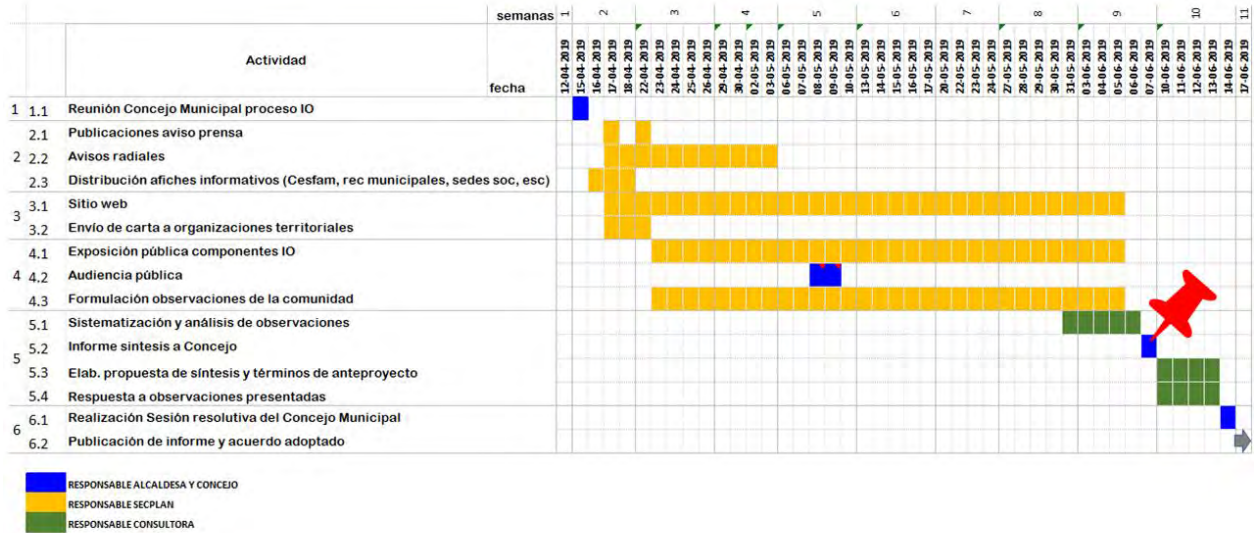 semanas 1 2 3 4 5 6 7 8 9 10 11
Actividad
fecha
12-04-2019
15-04-2019
16-04-2019
17-04-2019
18-04-2019
22-04-2019
23-04-2019
24-04-2019
25-04-2019
26-04-2019
29-04-2019
30-04-2019
02-05-2019
03-05-2019
06-05-2019
07-05-2019
08-05-2019
09-05-2019
10-05-2019
13-05-2019
14-05-2019
15-05-2019
16-05-2019
17-05-2019
20-05-2019
22-05-2019
23-05-2019
24-05-2019
27-05-2019
28-05-2019
29-05-2019
30-05-2019
31-05-2019
03-06-2019
04-06-2019
05-06-2019
06-06-2019
07-06-2019
10-06-2019
11-06-2019
12-06-2019
13-06-2019
14-06-2019
17-06-2019
1 1.1 Reunión Concejo Municipal proceso IO
2.1 Publicaciones aviso prensa
2 2.2 Avisos radiales
2.3 Distribución afiches informativos (Cesfam, rec municipales, sedes soc, esc)
3 3.1 Sitio web
3.2 Envío de carta a organizaciones territoriales
4.1 Exposición pública componentes IO
4 4.2 Audiencia pública
4.3 Formulación observaciones de la comunidad
5.1 Sistematización y análisis de observaciones
5 5.2 Informe sintesis a Concejo
5.3 Elab. propuesta de síntesis y términos de anteproyecto
5.4 Respuesta a observaciones presentadas
6 6.1 Realización Sesión resolutiva del Concejo Municipal
6.2 Publicación de informe y acuerdo adoptado
RESPONSABLE ALCALDESA Y CONCEJO
RESPONSABLE SECPLAN
RESPONSABLE CONSULTORA